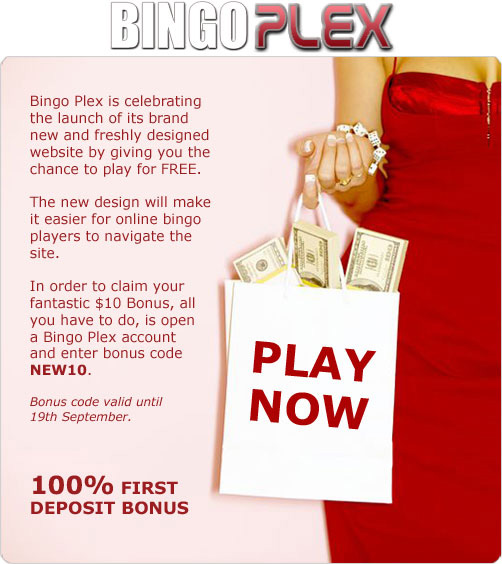 BINGOPLEX
Bingo Plex is celebrating
the launch of its brand
new and freshly designed
website by giving you the
chance to play for FREE.
The new design will make
it easier for online bingo
players to navigate the
site.
In order to claim your
fantastic $10 Bonus, all
you have to do, is open
a Bingo Plex account
and enter bonus code
NEW10.
Bonus code valid until
19th September.
PLAY
NOW
100% FIRST
DEPOSIT BONUS